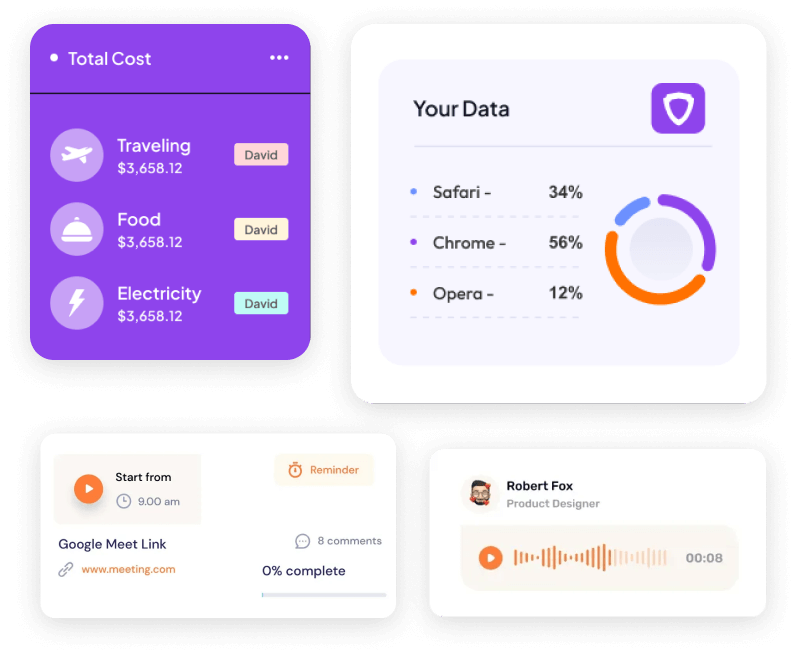 Total Cost
Traveling
$3,658.12
David
Food
$3,658.12
David
Electricity
$3,658.12
David
Your Data
Safari - 34%
Chrome - 56%
Opera - 12%
Start from
9.00 am
Reminder
Google Meet Link
www.meeting.com
8 comments
0% complete
Robert Fox
Product Designer
00:08